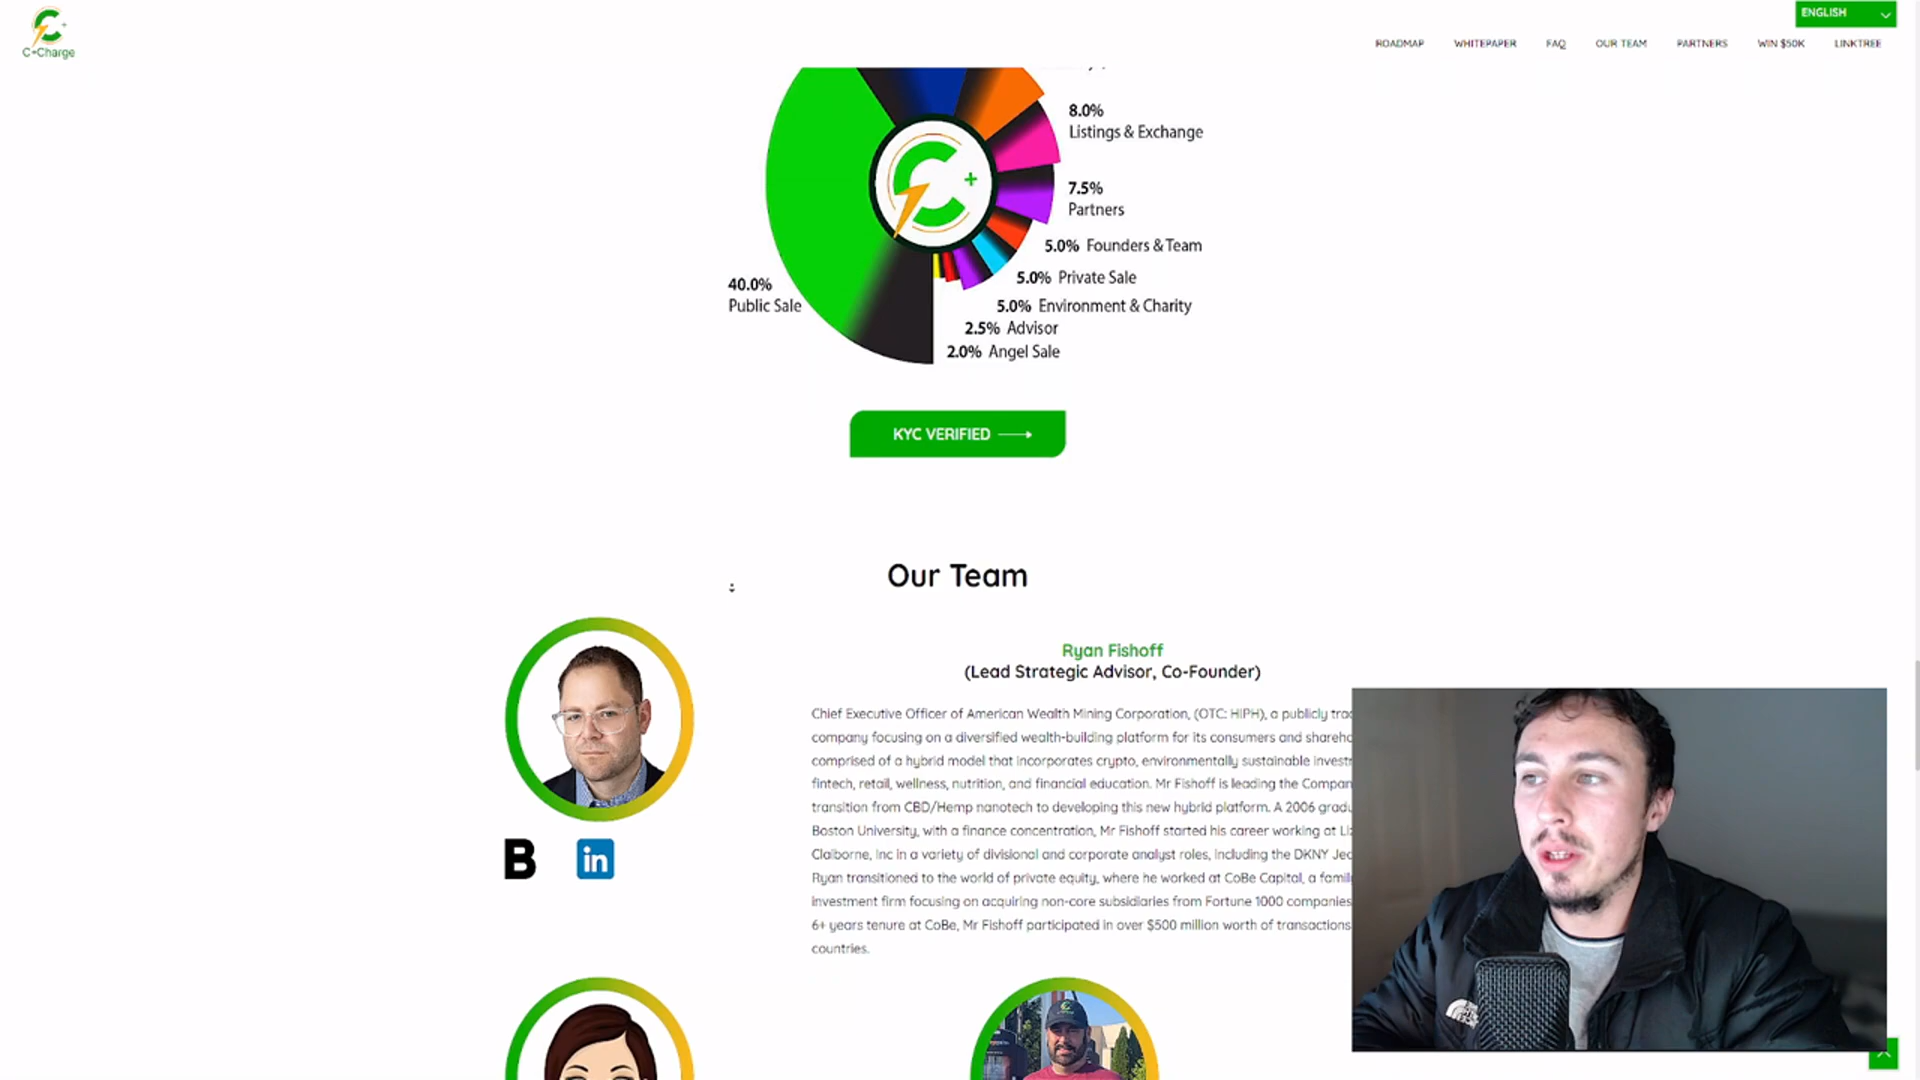 ENGLISH
C+Charge
ROADMAP WHITEPAPER FAQ OUR TEAM PARTNERS WIN $50K LINKTREE
8.0%
Listings & Exchange
7.5%
Partners
5.0% Founders & Team
5.0% Private Sale
5.0% Environment & Charity
2.5% Advisor
2.0% Angel Sale
40.0%
Public Sale
KYC VERIFIED
Our Team
Ryan Fishoff
(Lead Strategic Advisor, Co-Founder)
Chief Executive Officer of American Wealth Mining Corporation, (OTC: HIPH), a publicly
company focusing on a diversified wealth-building platform for its consumers and
comprised of a hybrid model that incorporates crypto, environmentally sustainable
fintech, retail, wellness, nutrition, and financial education. Mr Fishoff is leading the
transition from CBD/Hemp nanotech to developing this new hybrid platform. A 2006
Boston University, with a finance concentration, Mr Fishoff started his career working at
Claiborne, Inc in a variety of divisional and corporate analyst roles, including the DKNY
Ryan transitioned to the world of private equity, where he worked at CoBe Capital, a
investment firm focusing on acquiring non-core subsidiaries from Fortune 1000 companies
6+ years tenure at CoBe, Mr Fishoff participated in over $500 million worth of transactions
countries.
B in